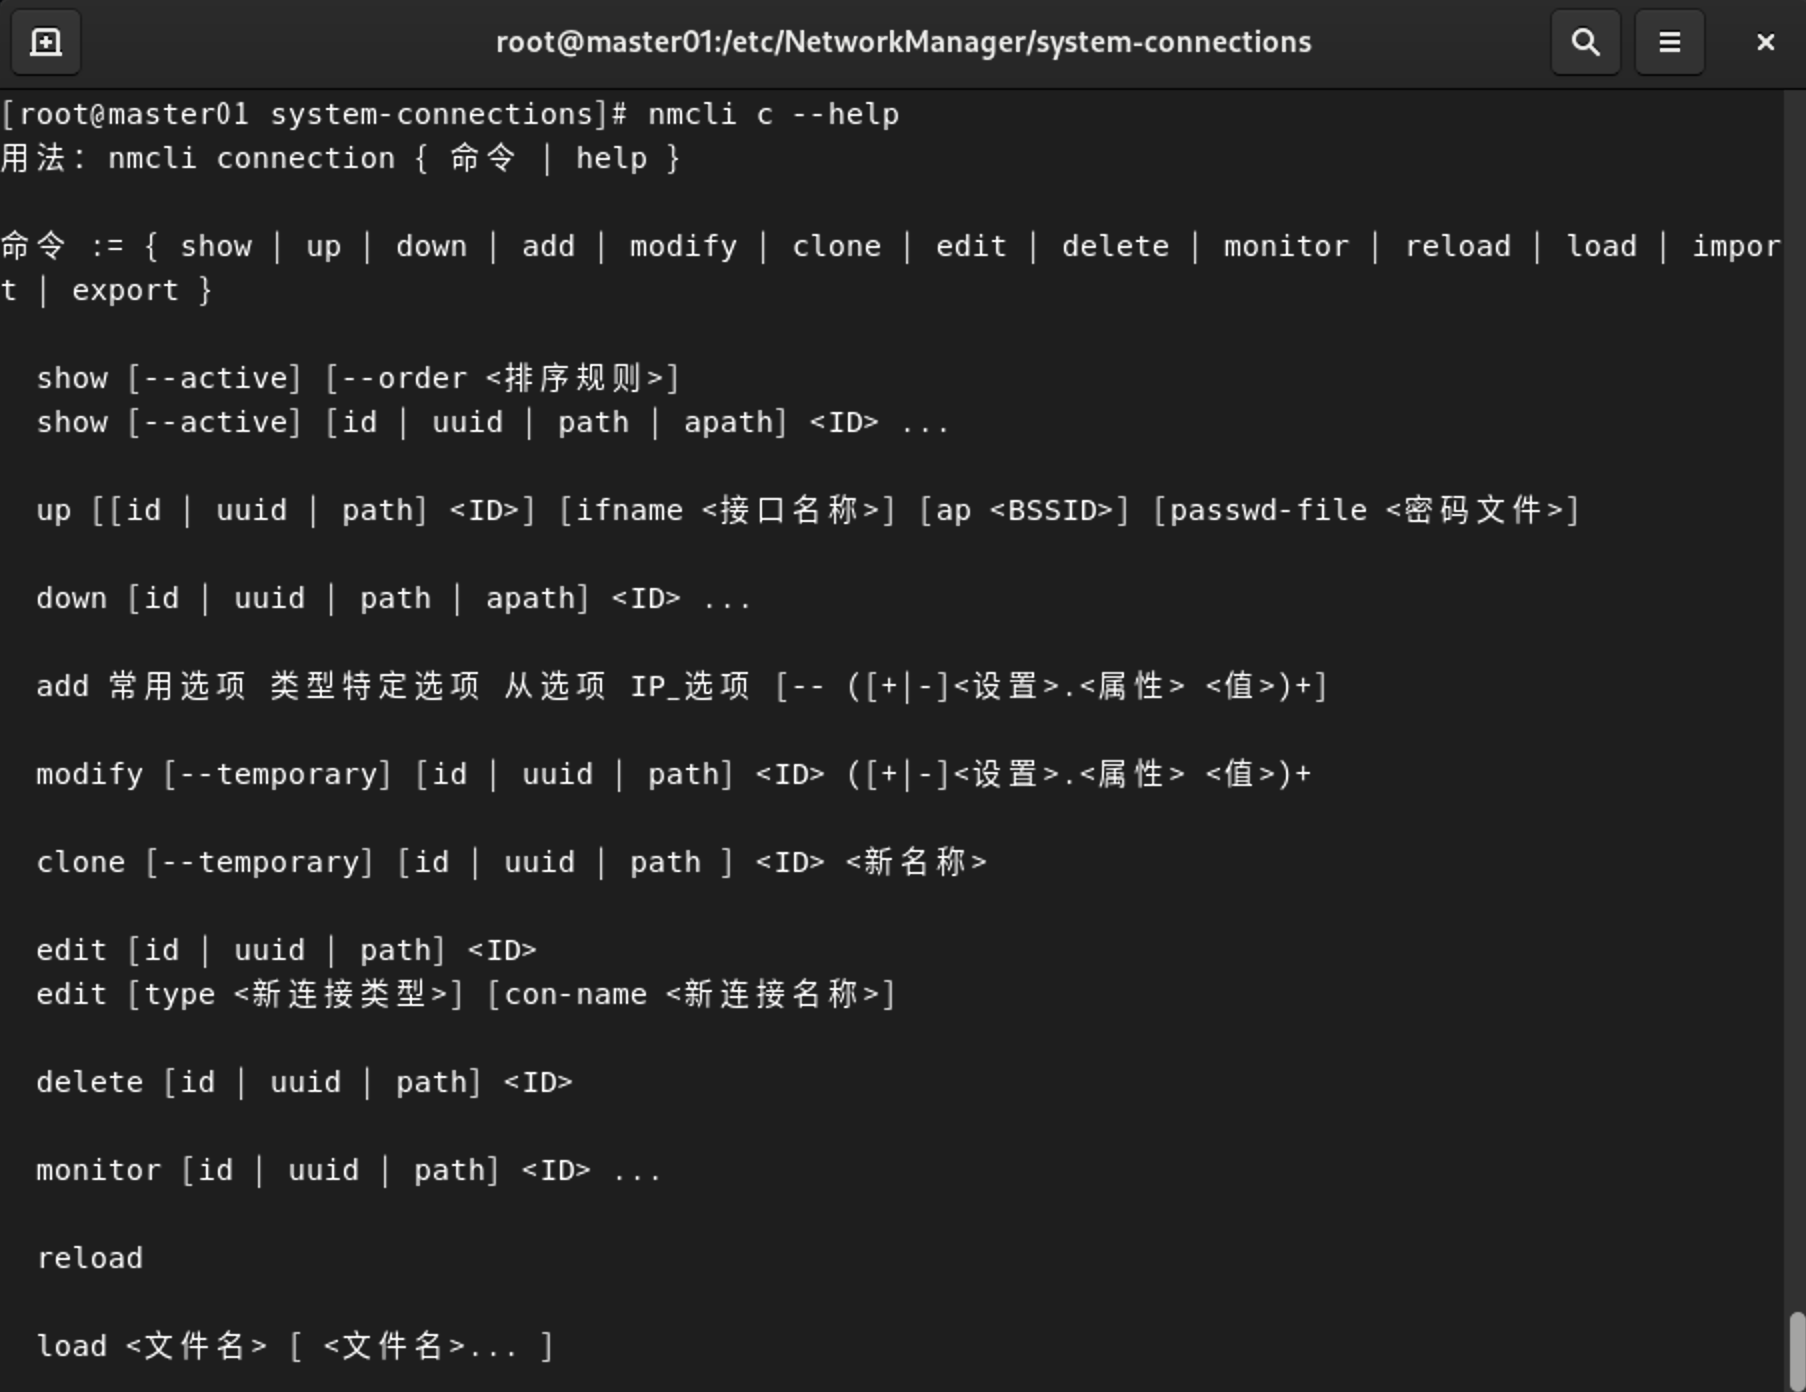 root@master01:/etc/NetworkManager/system-connections
[root@master01 system-connections]# nmcli c --help
用法: nmcli connection { 命令 | help }
命令 := { show | up | down | add | modify | clone | edit | delete | monitor | reload | load | impor
t | export }
show [--active] [--order <排序规则>]
show [--active] [id | uuid | path | apath] <ID> ...
up [[id | uuid | path] <ID>] [ifname <接口名称>] [ap <BSSID>] [passwd-file <密码文件>]
down [id | uuid | path | apath] <ID> ...
add 常用选项 类型特定选项 从选项 IP_选项 [-- ([+|-]<设置>.<属性> <值>)+]
modify [--temporary] [id | uuid | path] <ID> ([+|-]<设置>.<属性> <值>)+
clone [--temporary] [id | uuid | path ] <ID> <新名称>
edit [id | uuid | path] <ID>
edit [type <新连接类型>] [con-name <新连接名称>]
delete [id | uuid | path] <ID>
monitor [id | uuid | path] <ID> ...
reload
load <文件名> [ <文件名>... ]